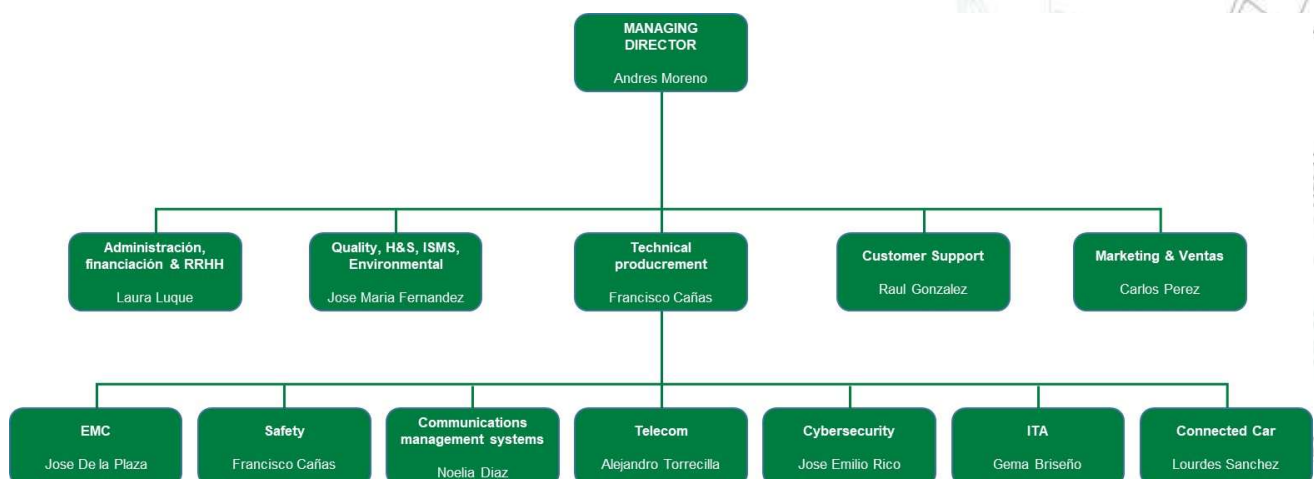 MANAGING
DIRECTOR
Andres Moreno
Administración,
financiación & RRHH
Laura Luque
Quality, H&S, ISMS,
Environmental
Jose Maria Fernandez
Technical
producrement
Francisco Cañas
Customer Support
Raul Gonzalez
Marketing & Ventas
Carlos Perez
EMC
Jose De la Plaza
Safety
Francisco Cañas
Communications
management systems
Noelia Diaz
Telecom
Alejandro Torrecilla
Cybersecurity
Jose Emilio Rico
ITA
Gema Briseño
Connected Car
Lourdes Sanchez